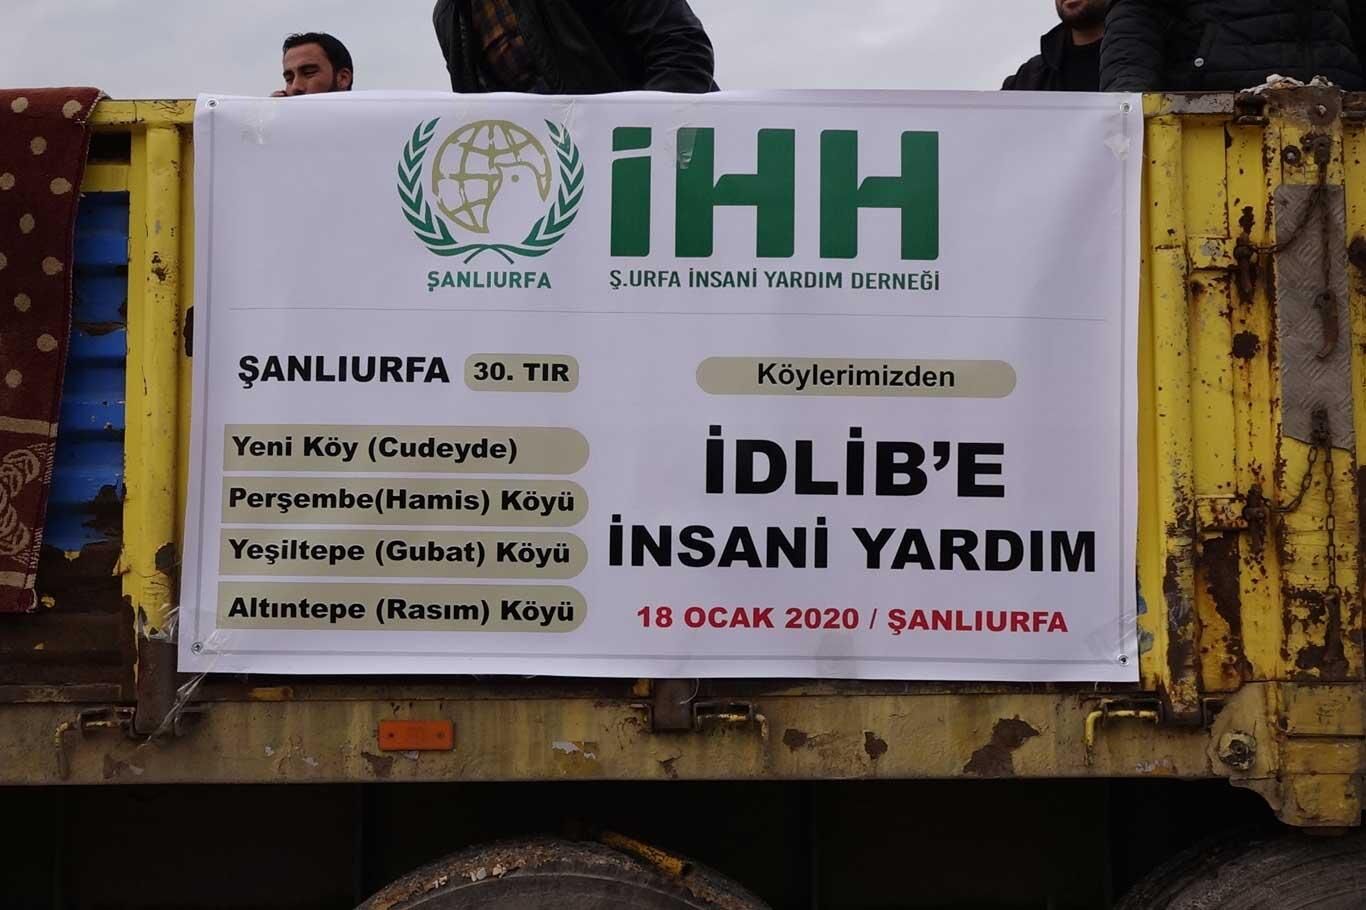 İHH
ŞANLIURFA
Ş.URFA İNSANİ YARDIM DERNEĞİ
ŞANLIURFA 30. TIR
Yeni Köy (Cudeyde)
Perşembe(Hamis) Köyü
Yeşiltepe (Gubat) Köyü
Altıntepe (Rasım) Köyü
Köylerimizden
İDLİB'E
İNSANİ YARDIM
18 OCAK 2020 / ŞANLIURFA